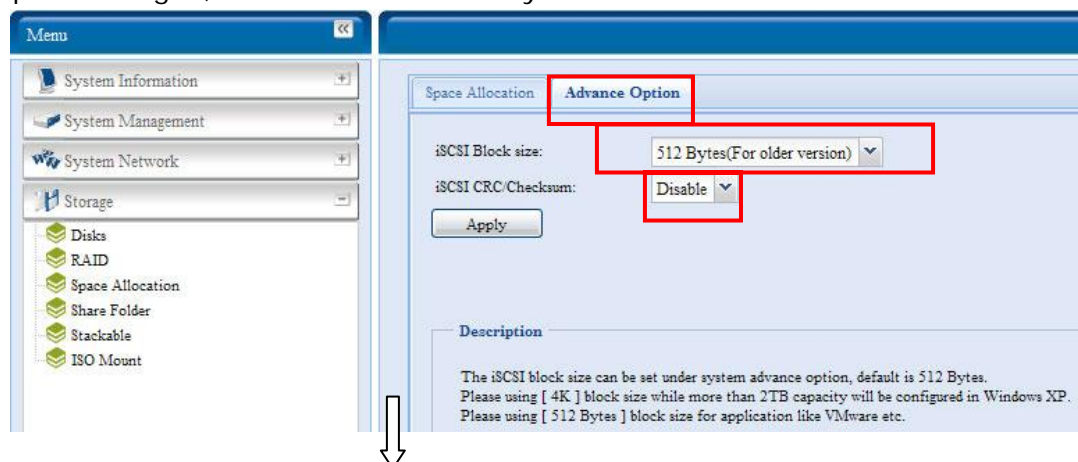 Menu
System Information
System Management
System Network
Storage
Disks
RAID
Space Allocation
Share Folder
Stackable
ISO Mount
Space Allocation Advance Option
iSCSI Block size: 512 Bytes(For older version)
iSCSI CRC/Checksum: Disable
Apply
Description
The iSCSI block size can be set under system advance option, default is 512 Bytes.
Please using [ 4K ] block size while more than 2TB capacity will be configured in Windows XP.
Please using [ 512 Bytes ] block size for application like VMware etc.